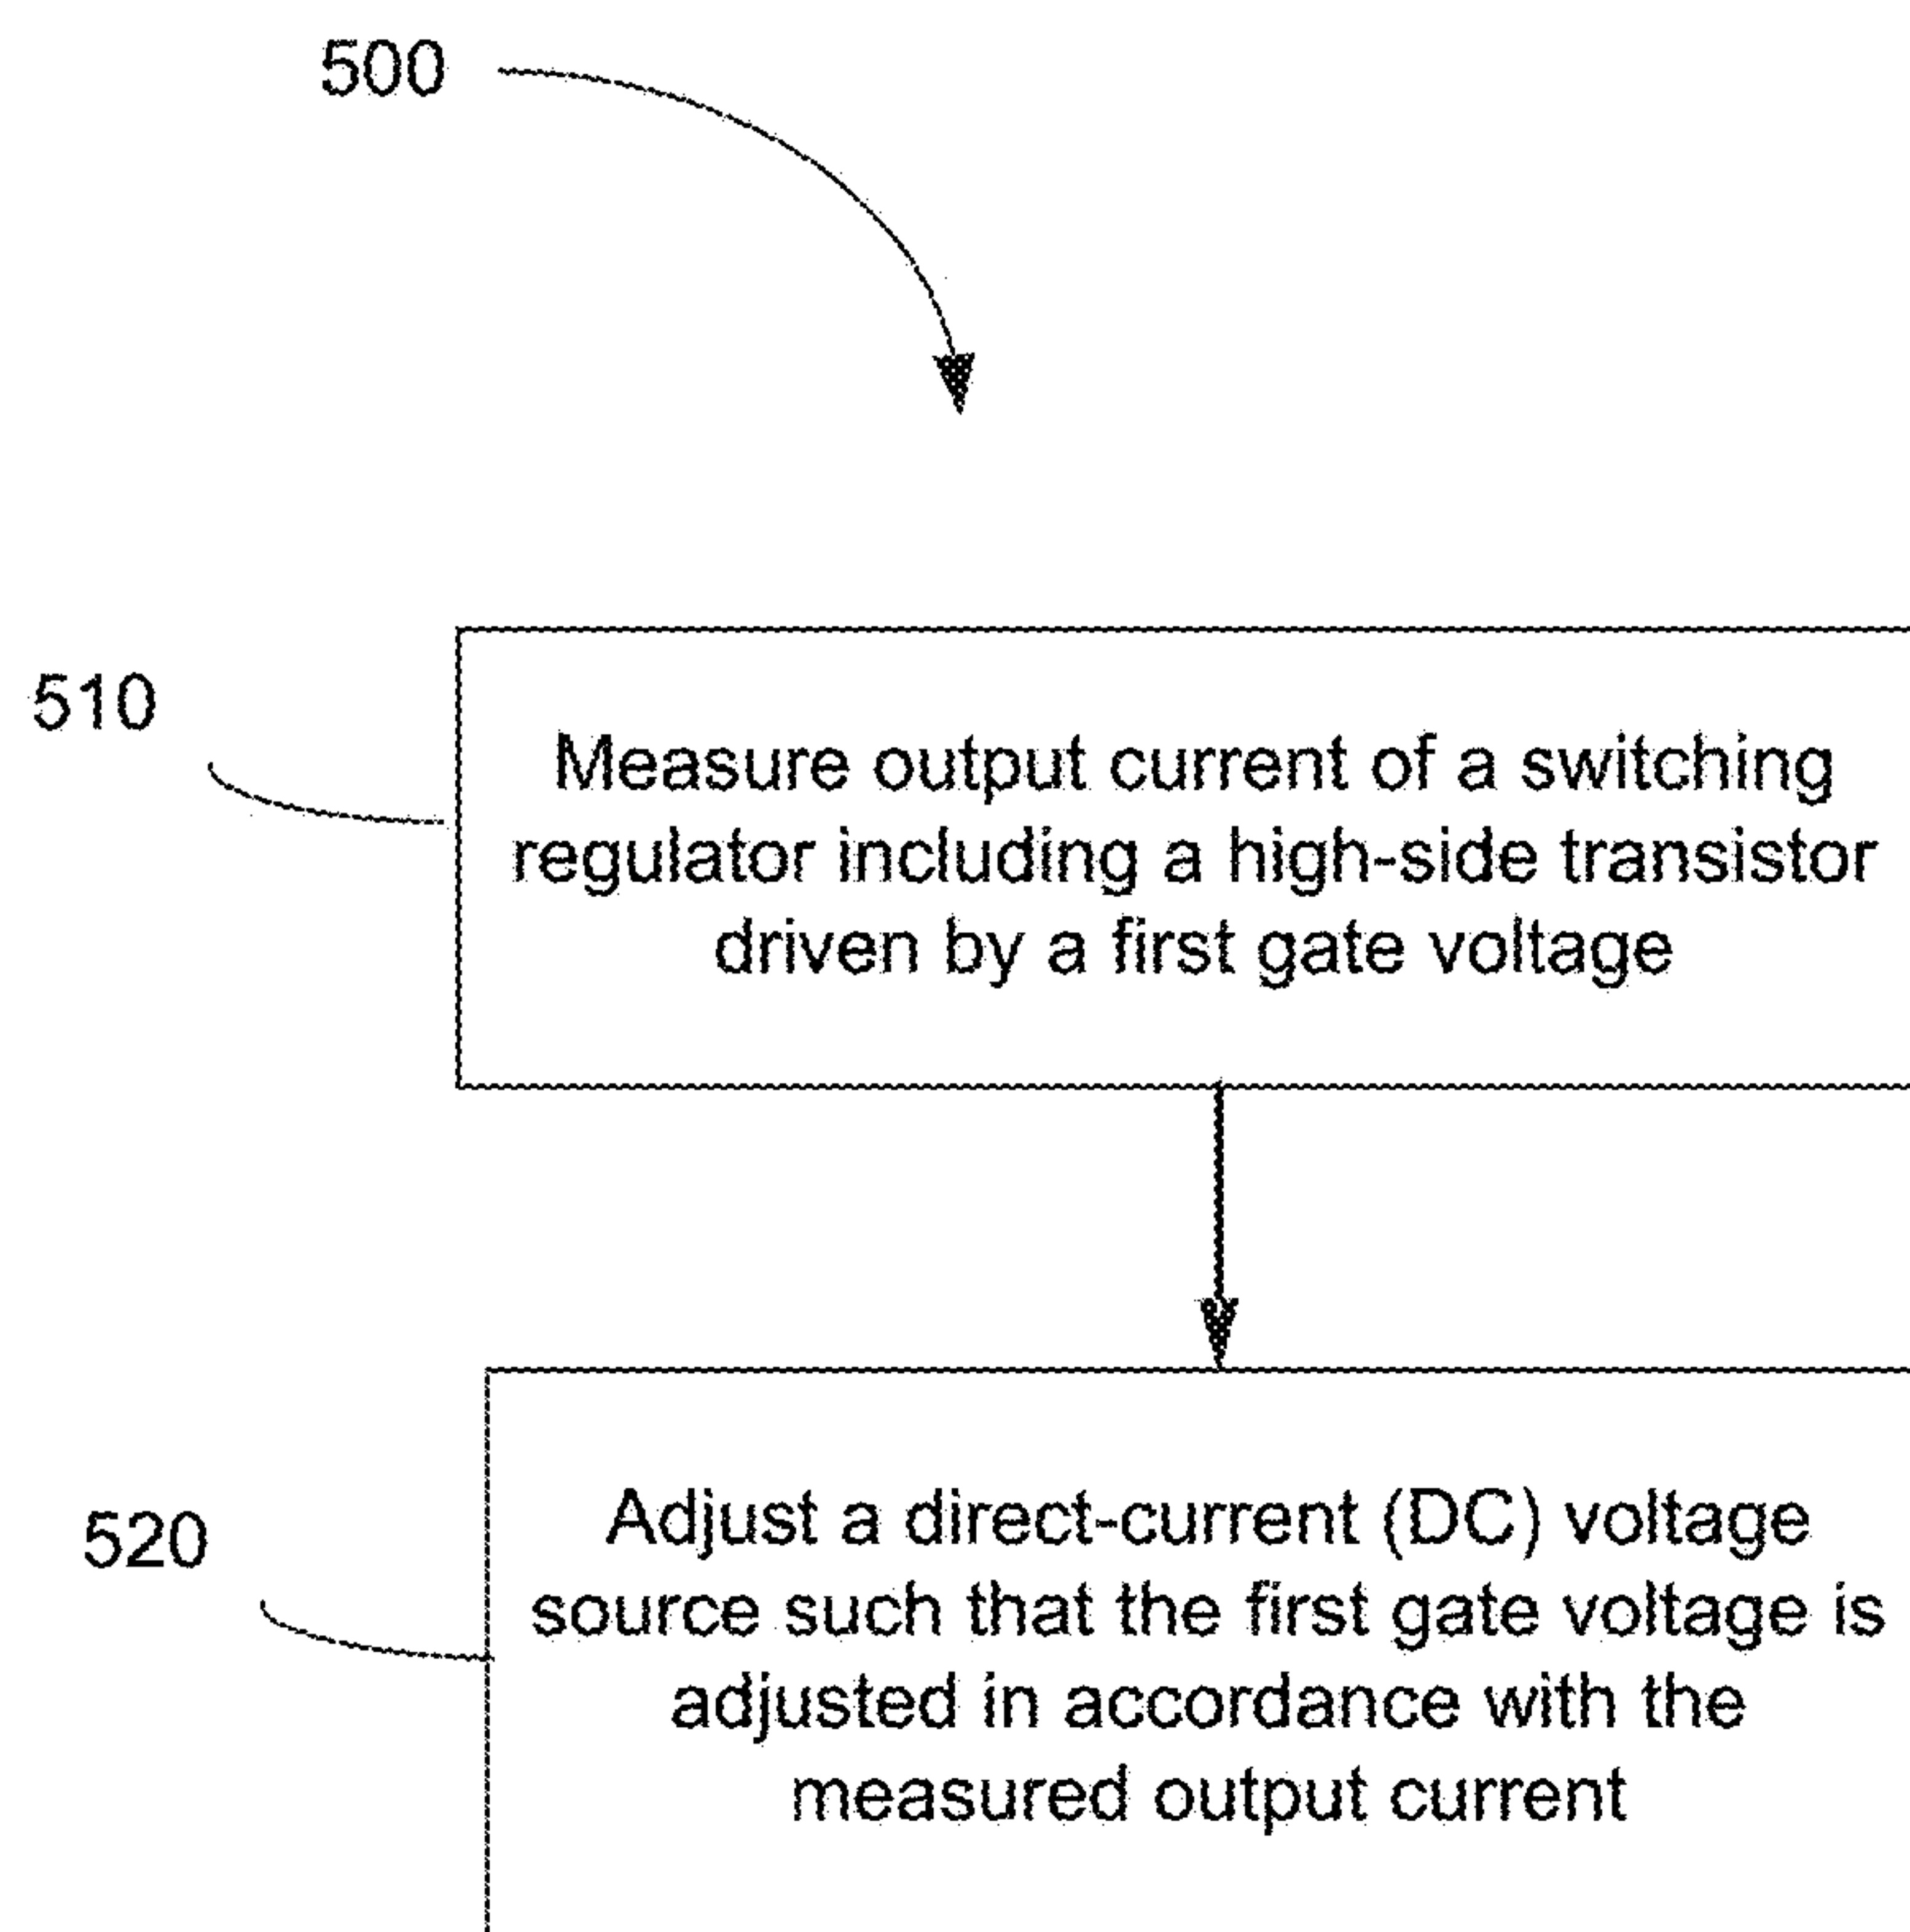 500
510
Measure output current of a switching
regulator including a high-side transistor
driven by a first gate voltage
520
Adjust a direct-current (DC) voltage
source such that the first gate voltage is
adjusted in accordance with the
measured output current